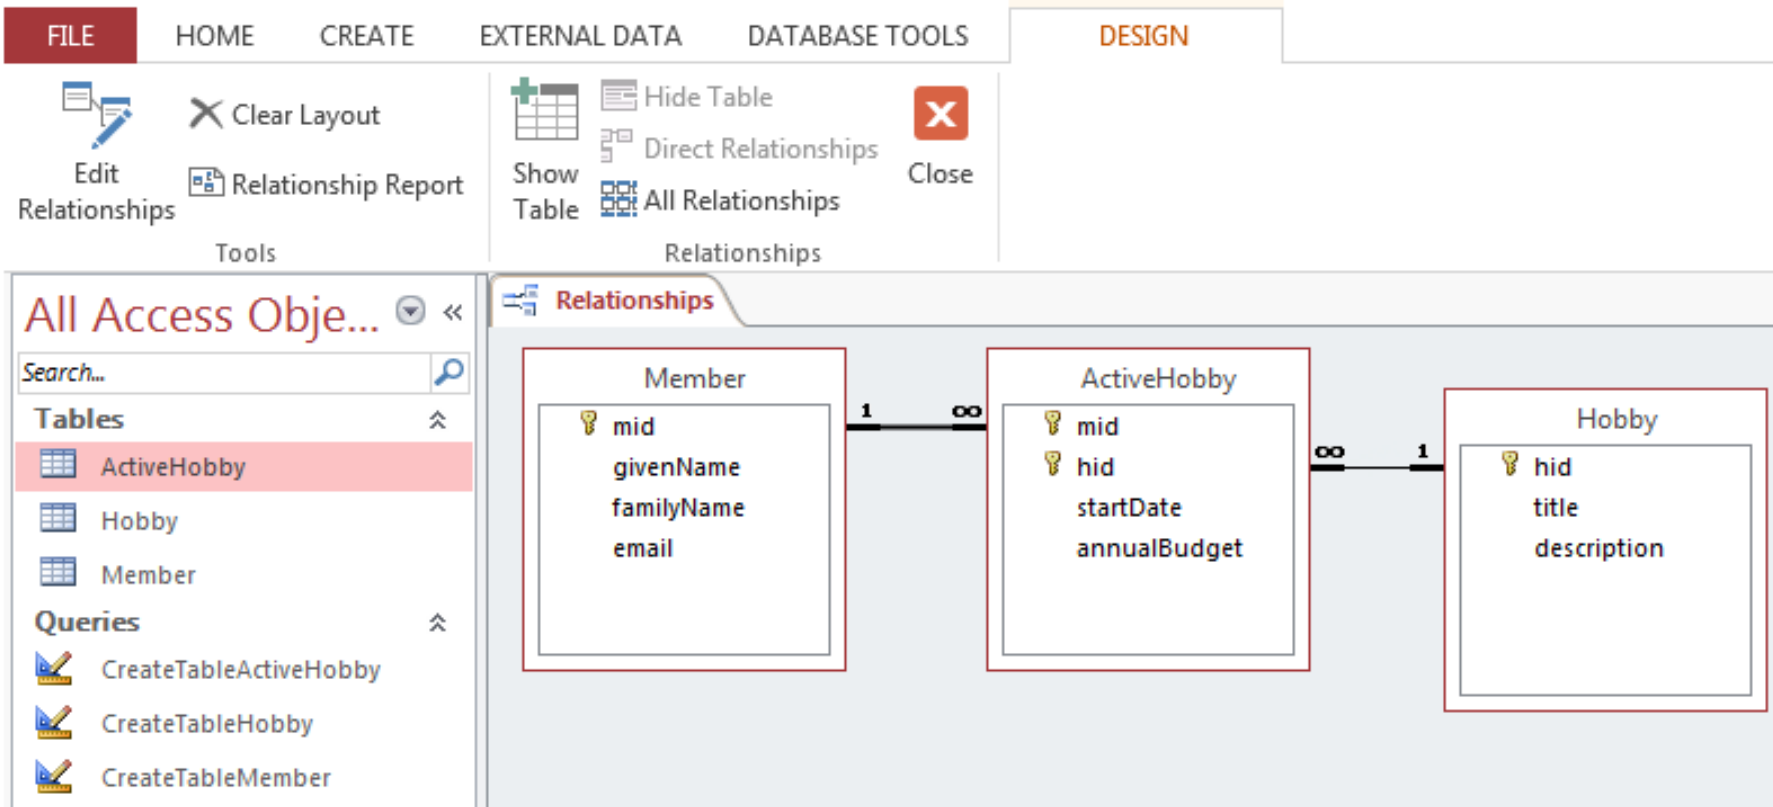 FILE HOME CREATE EXTERNAL DATA DATABASE TOOLS DESIGN
Edit Relationships
Clear Layout
Relationship Report
Tools
Show Table
Hide Table
Direct Relationships
All Relationships
Close
Relationships
All Access Obje...
«
Search...
Tables
ActiveHobby
Hobby
Member
Queries
CreateTableActiveHobby
CreateTableHobby
CreateTableMember
Relationships
Member
mid
givenName
familyName
email
1 ∞
ActiveHobby
mid
hid
startDate
annualBudget
∞ 1
Hobby
hid
title
description